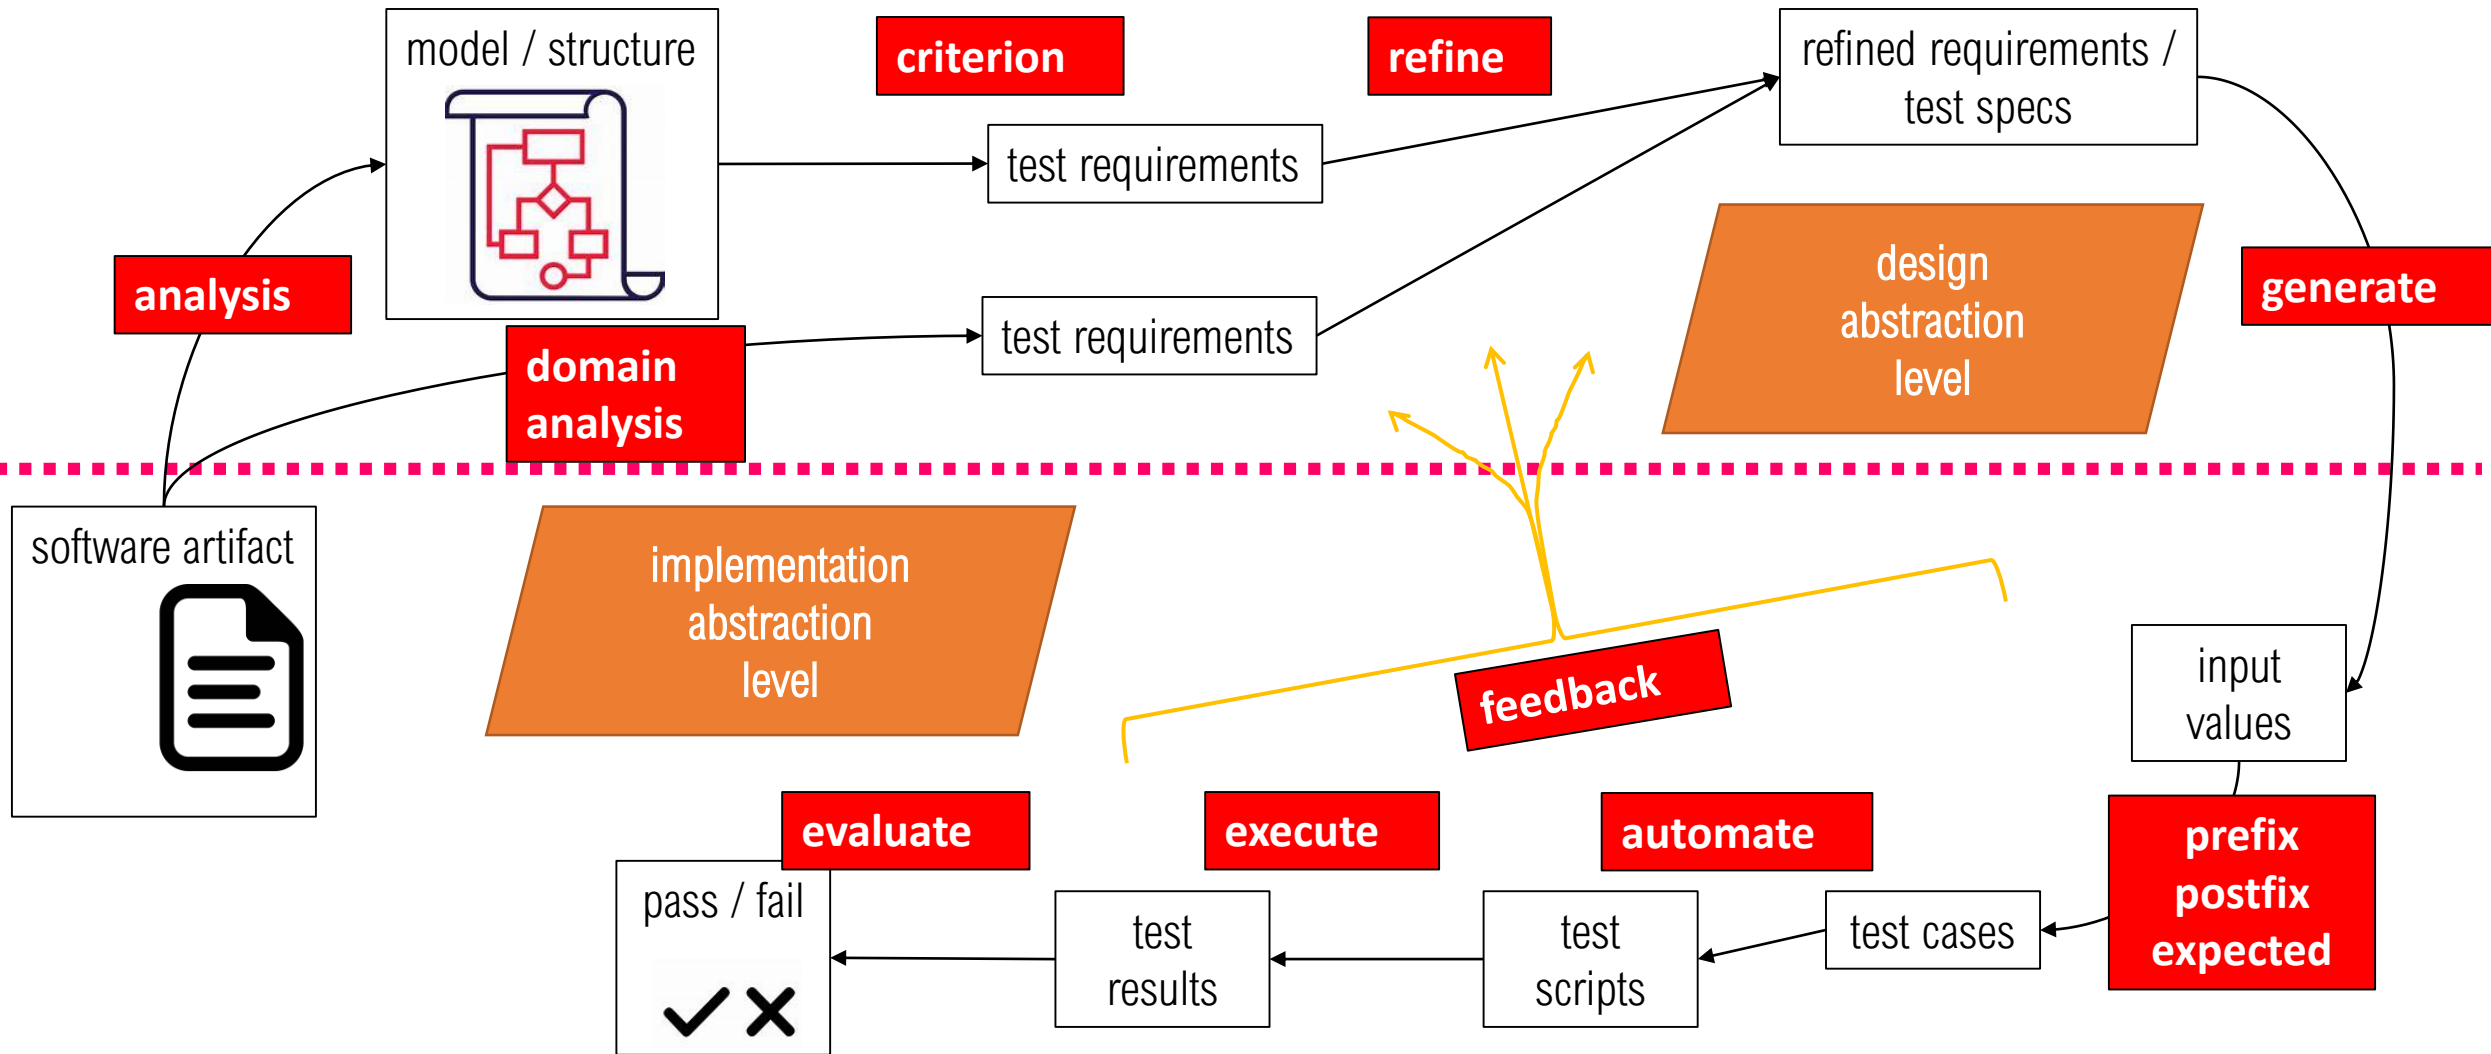 model / structure
criterion
refine
refined requirements /
test specs
test requirements
analysis
domain
analysis
test requirements
design
abstraction
level
generate
software artifact
implementation
abstraction
level
feedback
input
values
evaluate
execute
automate
prefix
postfix
expected
pass / fail
test
results
test
scripts
test cases